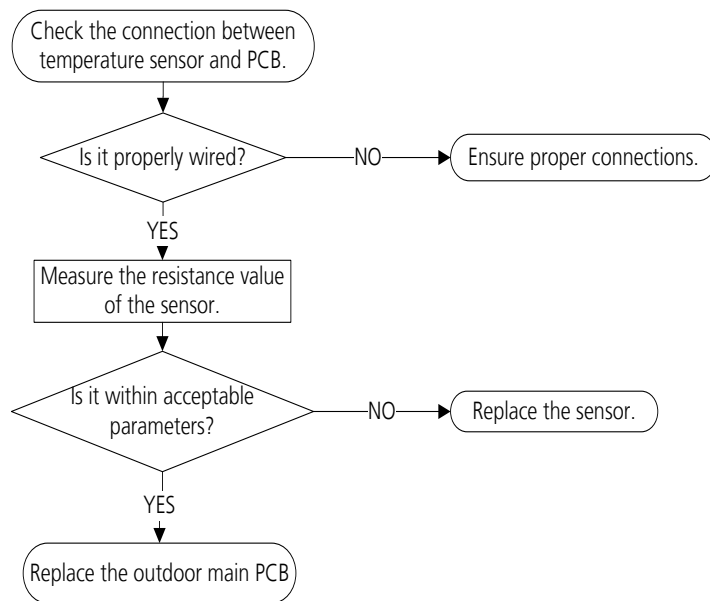 Check the connection between
temperature sensor and PCB.
Is it properly wired?
NO
Ensure proper connections.
YES
Measure the resistance value
of the sensor.
Is it within acceptable
parameters?
NO
Replace the sensor.
YES
Replace the outdoor main PCB